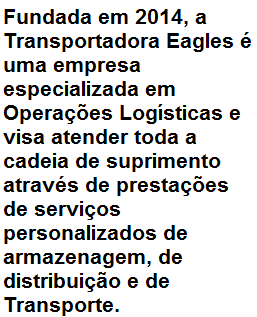 Fundada em 2014, a
Transportadora Eagles é
uma empresa
especializada em
Operações Logísticas e
visa atender toda a
cadeia de suprimento
através de prestações
de serviços
personalizados de
armazenagem, de
distribuição e de
Transporte.